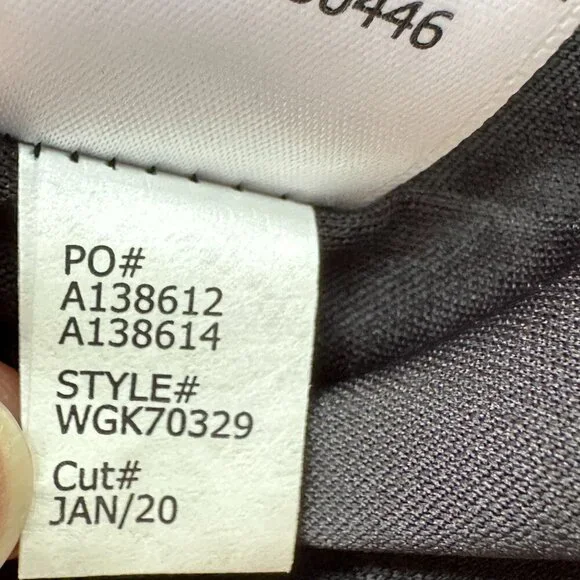 PO#
A138612
A138614
STYLE#
WGK70329
Cut#
JAN/20